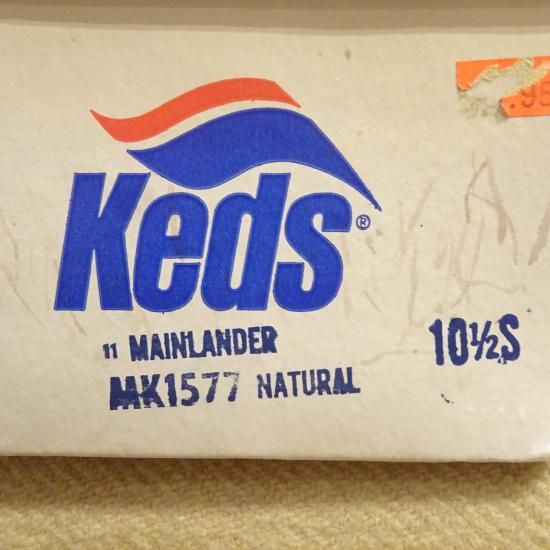 .95
Keds®
11 MAINLANDER
10½S
MK1577 NATURAL